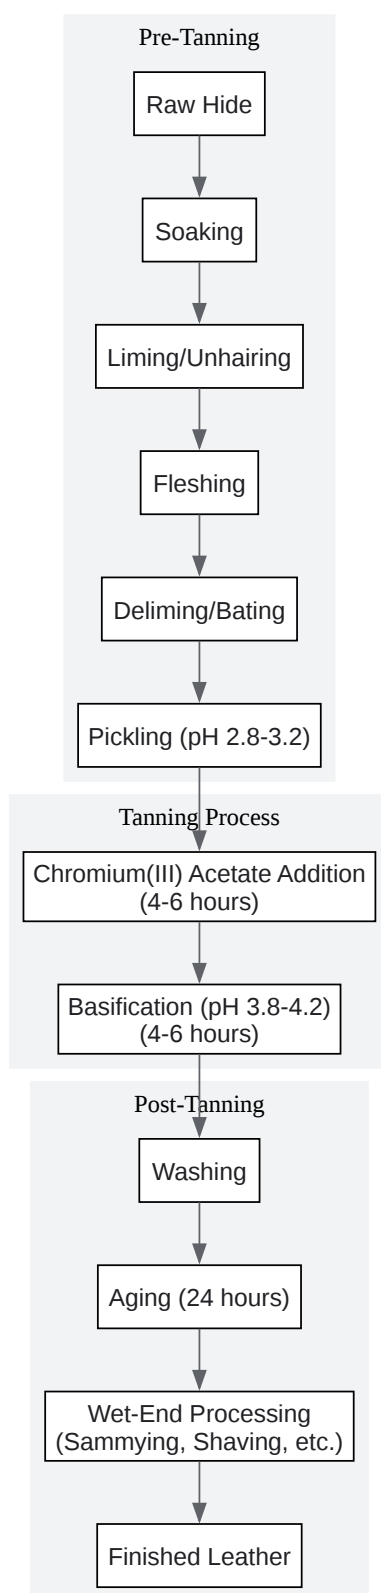 Pre-Tanning
Raw Hide
Soaking
Liming/Unhairing
Fleshing
Deliming/Bating
Pickling (pH 2.8-3.2)
Tanning Process
Chromium(III) Acetate Addition
(4-6 hours)
Basification (pH 3.8-4.2)
(4-6 hours)
Post-Tanning
Washing
Aging (24 hours)
Wet-End Processing
(Sammying, Shaving, etc.)
Finished Leather